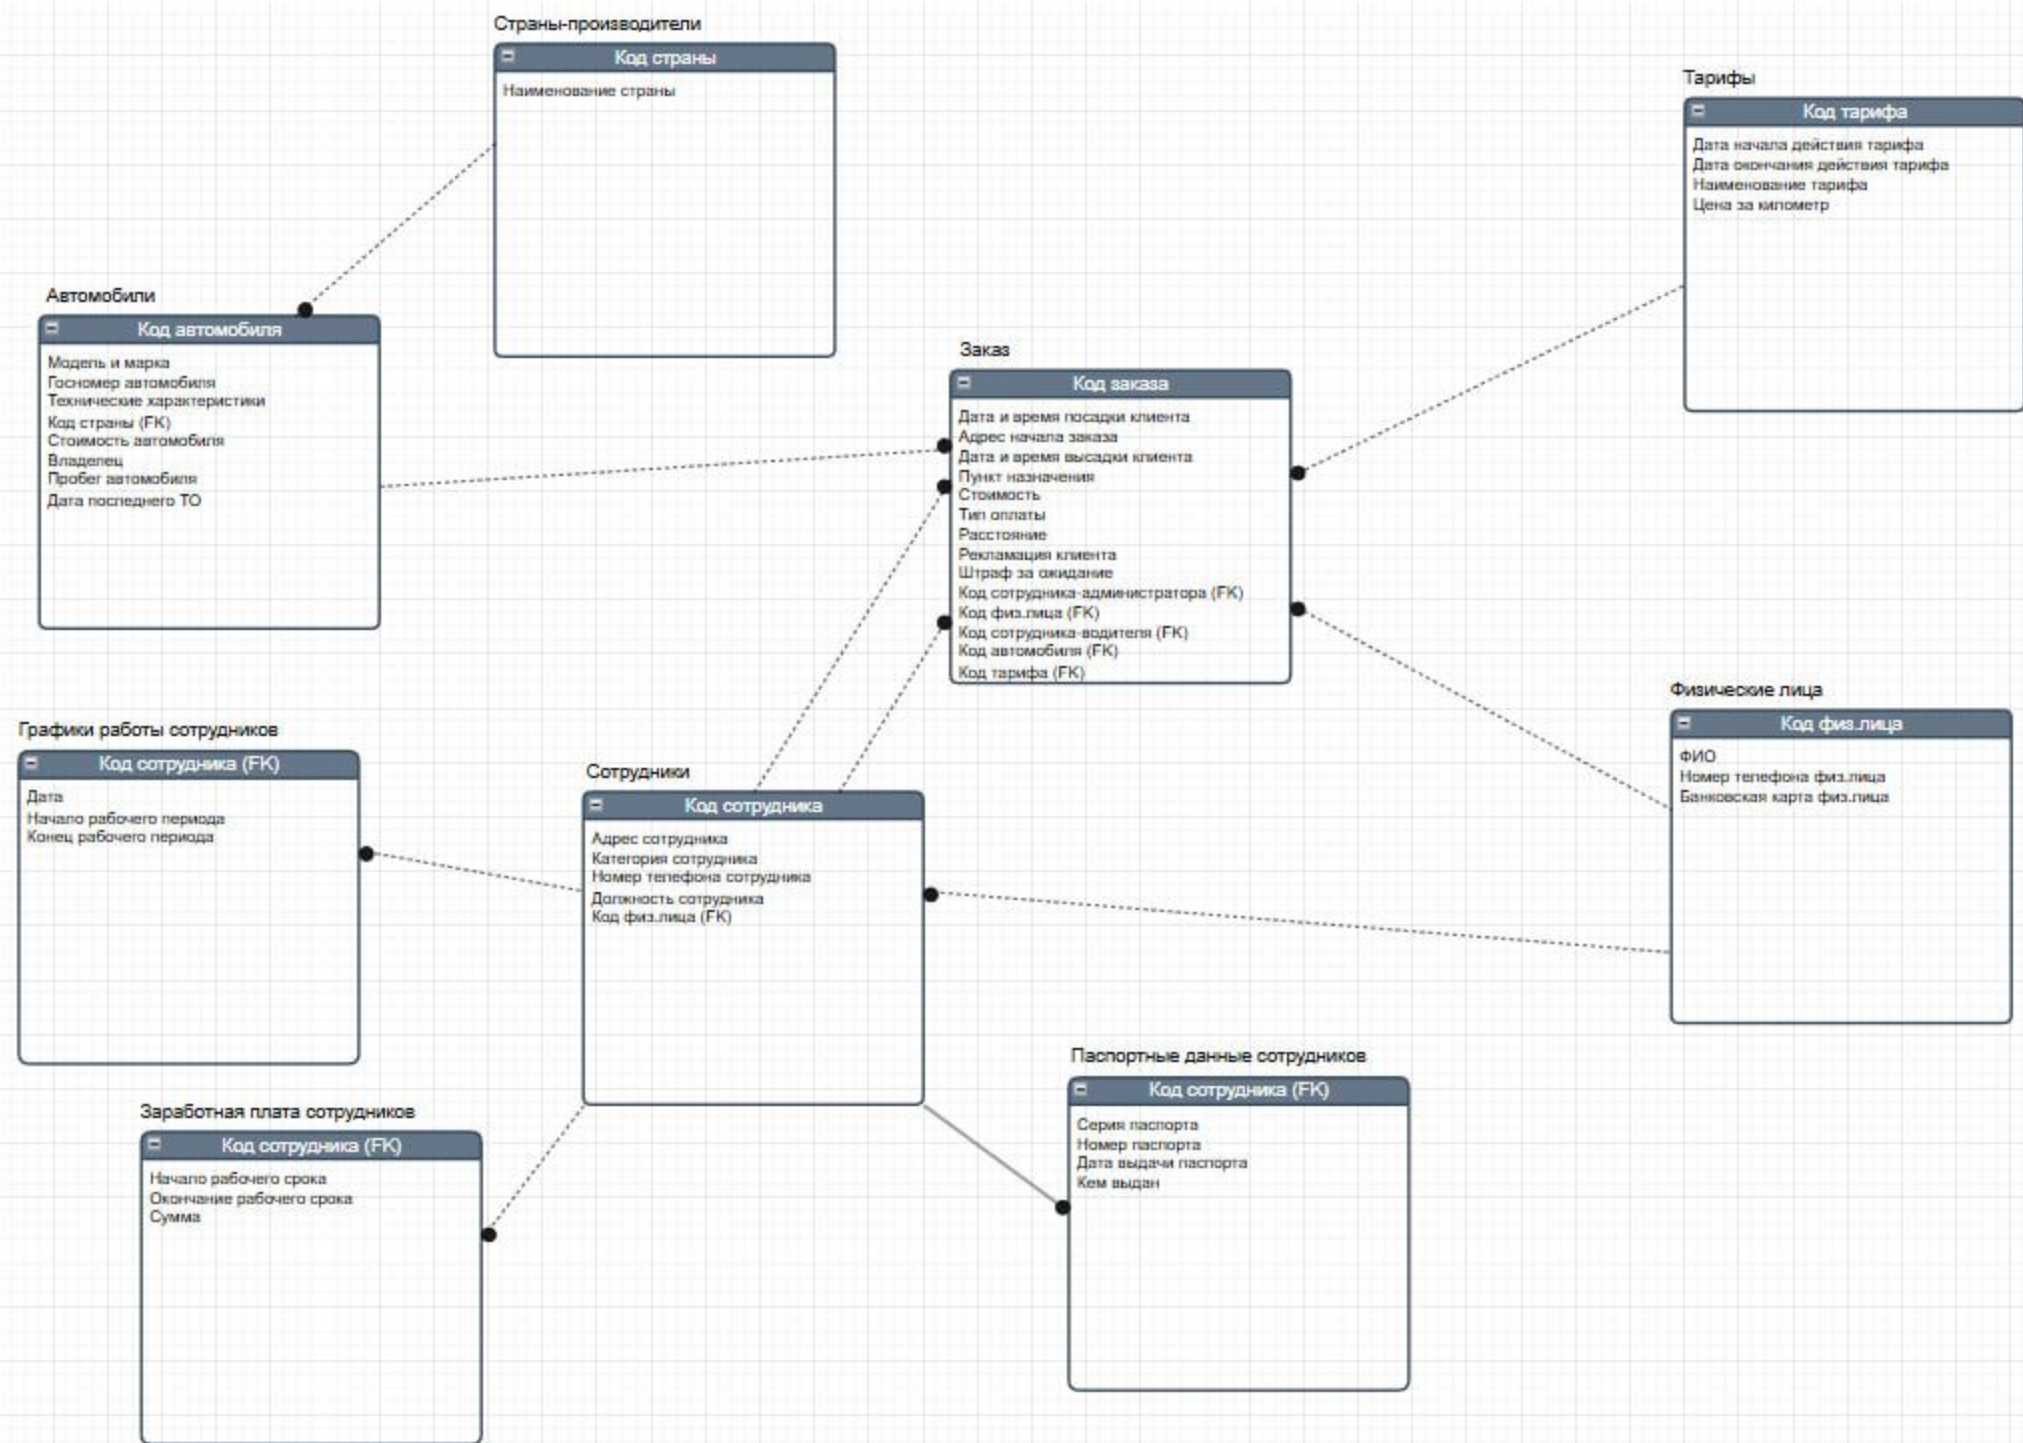 Страны-производители
Код страны
Наименование страны
Тарифы
Код тарифа
Дата начала действия тарифа
Дата окончания действия тарифа
Наименование тарифа
Цена за километр
Автомобили
Код автомобиля
Модель и марка
Госномер автомобиля
Технические характеристики
Код страны (FK)
Стоимость автомобиля
Владелец
Пробег автомобиля
Дата последнего ТО
Заказ
Код заказа
Дата и время посадки клиента
Адрес начала заказа
Дата и время высадки клиента
Пункт назначения
Стоимость
Тип оплаты
Расстояние
Рекламация клиента
Штраф за ожидание
Код сотрудника-администратора (FK)
Код физ.лица (FK)
Код сотрудника-водителя (FK)
Код автомобиля (FK)
Код тарифа (FK)
Физические лица
Код физ.лица
ФИО
Номер телефона физ.лица
Банковская карта физ.лица
Графики работы сотрудников
Код сотрудника (FK)
Дата
Начало рабочего периода
Конец рабочего периода
Сотрудники
Код сотрудника
Адрес сотрудника
Категория сотрудника
Номер телефона сотрудника
Должность сотрудника
Код физ.лица (FK)
Паспортные данные сотрудников
Код сотрудника (FK)
Серия паспорта
Номер паспорта
Дата выдачи паспорта
Кем выдан
Заработная плата сотрудников
Код сотрудника (FK)
Начало рабочего срока
Окончание рабочего срока
Сумма